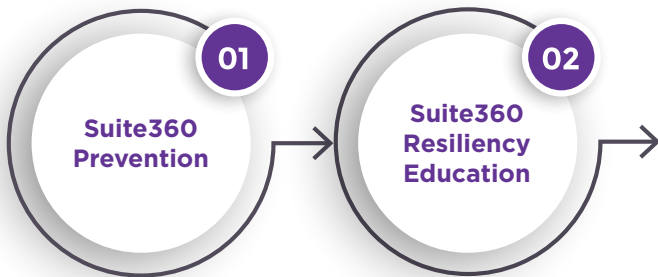 01
Suite360
Prevention
02
Suite360
Resiliency
Education